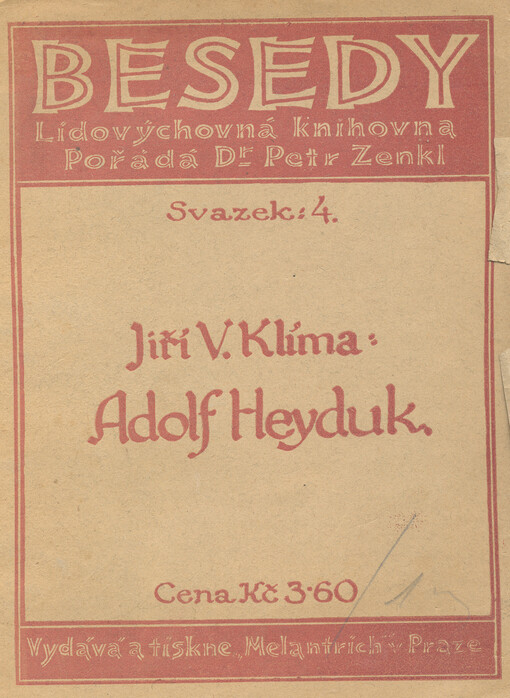 BESEDY
Lidovýchovná Knihovna
Pořádá Dr Petr Zenkl
Svazek: 4.
Jiří V. Klíma:
Adolf Heyduk.
Cena Kč 3·60
Vydává a tiskne „Melantrich“ v Praze